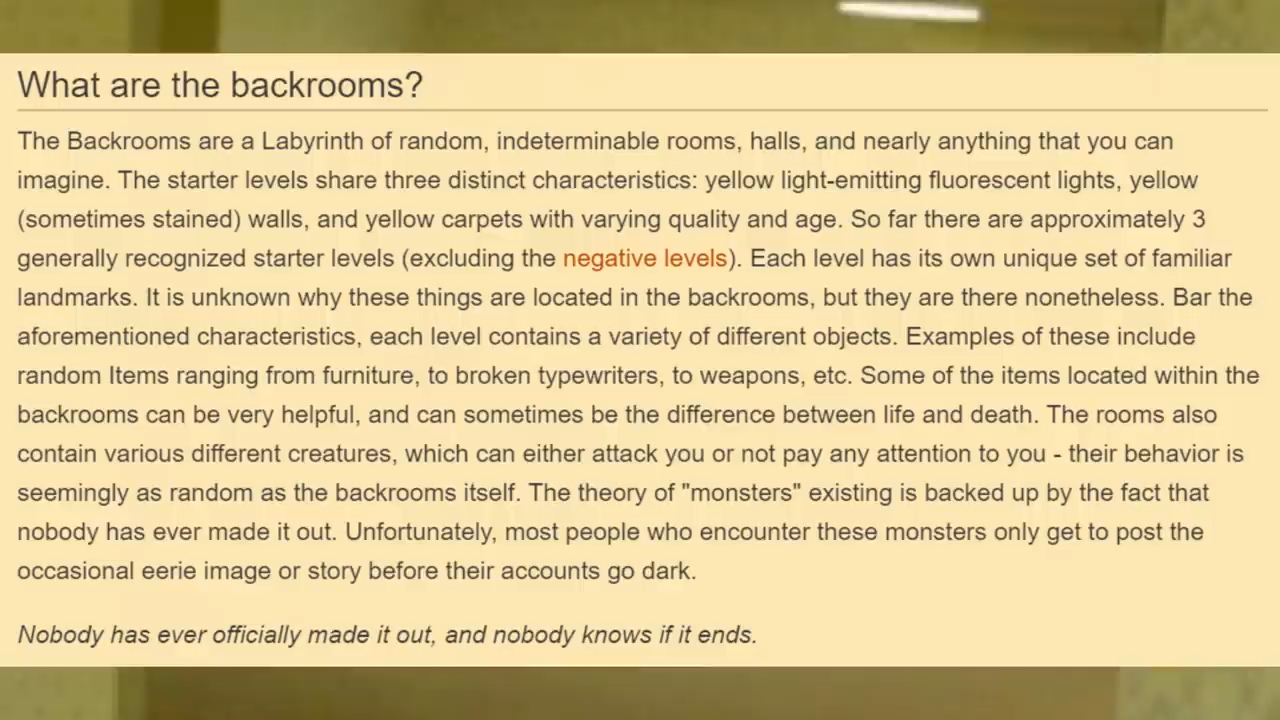 What are the backrooms?
The Backrooms are a Labyrinth of random, indeterminable rooms, halls, and nearly anything that you can
imagine. The starter levels share three distinct characteristics: yellow light-emitting fluorescent lights, yellow
(sometimes stained) walls, and yellow carpets with varying quality and age. So far there are approximately 3
generally recognized starter levels (excluding the negative levels). Each level has its own unique set of familiar
landmarks. It is unknown why these things are located in the backrooms, but they are there nonetheless. Bar the
aforementioned characteristics, each level contains a variety of different objects. Examples of these include
random Items ranging from furniture, to broken typewriters, to weapons, etc. Some of the items located within the
backrooms can be very helpful, and can sometimes be the difference between life and death. The rooms also
contain various different creatures, which can either attack you or not pay any attention to you - their behavior is
seemingly as random as the backrooms itself. The theory of "monsters" existing is backed up by the fact that
nobody has ever made it out. Unfortunately, most people who encounter these monsters only get to post the
occasional eerie image or story before their accounts go dark.
Nobody has ever officially made it out, and nobody knows if it ends.